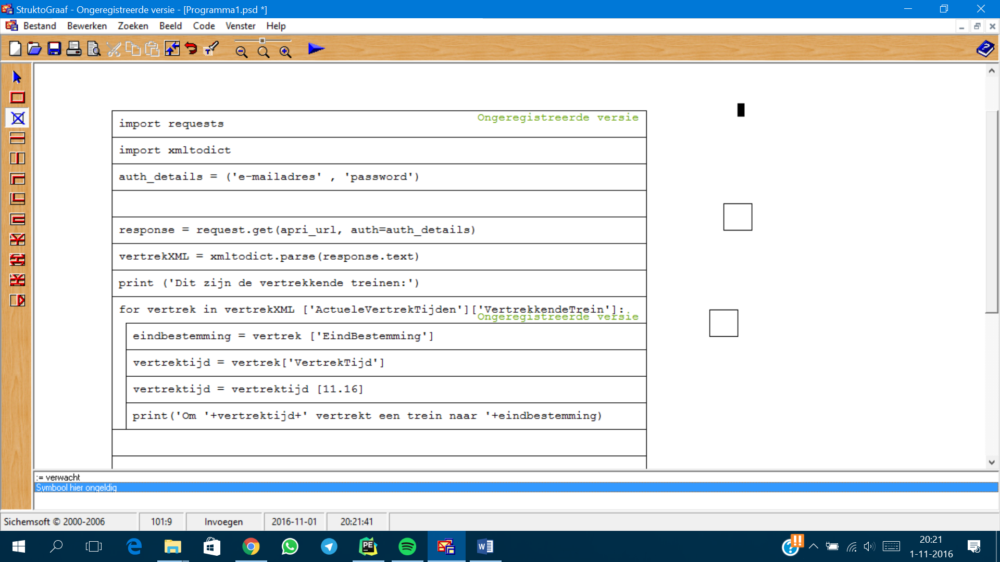 StruktoGraaf - Ongeregistreerde versie - [Programma1.psd *]
Bestand Bewerken Zoeken Beeld Code Venster Help
Ongeregistreerde versie
import requests
import xmltodict
auth_details = ('e-mailadres' , 'password')
response = request.get(apri_url, auth=auth_details)
vertrekXML = xmltodict.parse(response.text)
print ('Dit zijn de vertrekkende treinen:')
for vertrek in vertrekXML ['ActueleVertrekTijden']['VertrekkendeTrein']:
Ongeregistreerde versie
eindbestemming = vertrek ['EindBestemming']
vertrektijd = vertrek['VertrekTijd']
vertrektijd = vertrektijd [11.16]
print('Om '+vertrektijd+' vertrekt een trein naar '+eindbestemming)
:= verwacht
Symbool hier ongeldig
Sichemsoft © 2000-2006 101:9 Invoegen 2016-11-01 20:21:41
20:21
1-11-2016